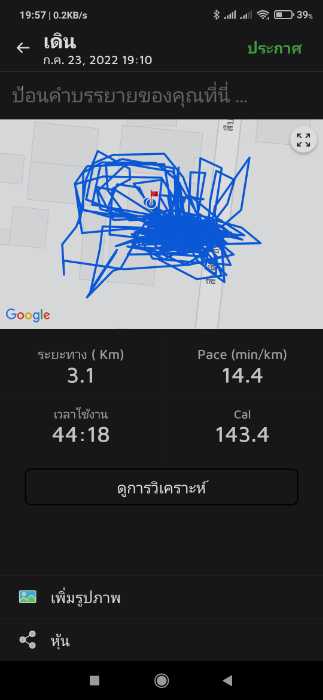 19:57 | 0.2KB/s
39
เดิน
ประกาศ
ก.ค. 23, 2022 19:10
ป้อนคำบรรยายของคุณที่นี่ ...
Google
ระยะทาง ( Km)
Pace (min/km)
3.1
14.4
เวลาใช้งาน
Cal
44:18
143.4
ดูการวิเคราะห์
เพิ่มรูปภาพ
หุ้น